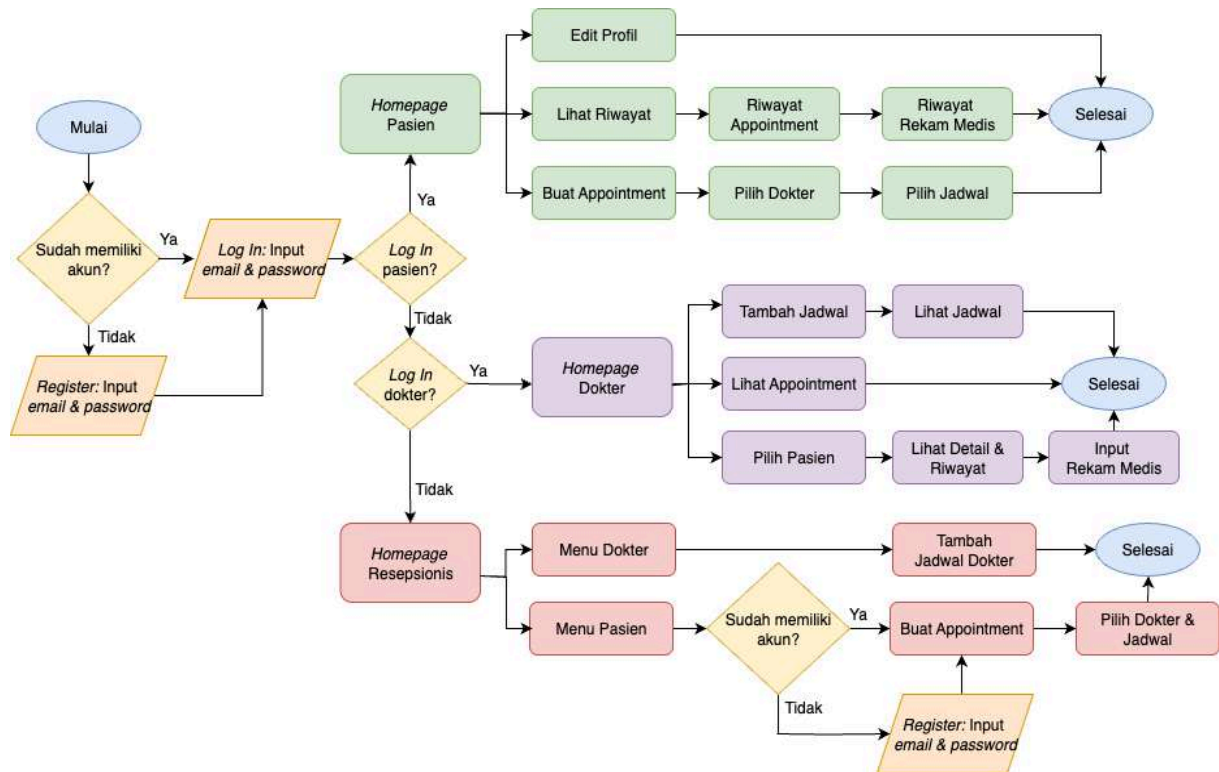 Mulai
Sudah memiliki
akun?
Ya
Tidak
Register: Input
email & password
Log In: Input
email & password
Log In
pasien?
Ya
Tidak
Homepage
Pasien
Edit Profil
Lihat Riwayat
Riwayat
Appointment
Riwayat
Rekam Medis
Buat Appointment
Pilih Dokter
Pilih Jadwal
Selesai
Log In
dokter?
Ya
Tidak
Homepage
Dokter
Tambah Jadwal
Lihat Jadwal
Lihat Appointment
Pilih Pasien
Lihat Detail &
Riwayat
Input
Rekam Medis
Selesai
Homepage
Resepsionis
Menu Dokter
Tambah
Jadwal Dokter
Selesai
Menu Pasien
Sudah memiliki
akun?
Ya
Tidak
Buat Appointment
Pilih Dokter &
Jadwal
Register: Input
email & password